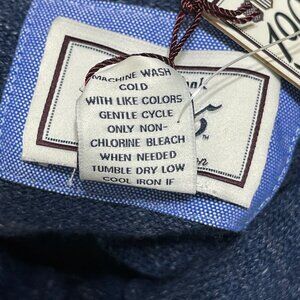 MACHINE WASH
COLD
WITH LIKE COLORS
GENTLE CYCLE
ONLY NON-
CHLORINE BLEACH
WHEN NEEDED
TUMBLE DRY LOW
COOL IRON IF